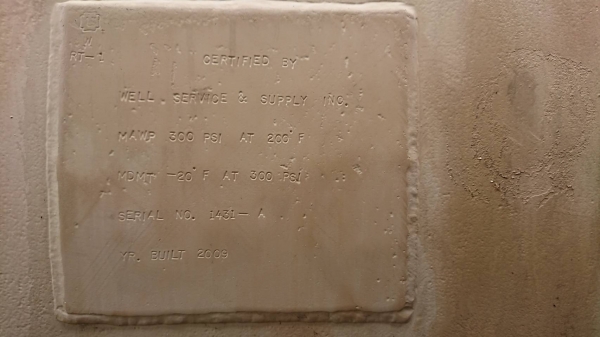 W
RT-1 CERTIFIED BY
WELL SERVICE & SUPPLY INC.
MAWP 300 PSI AT 200°F
MDMT -20°F AT 300 PSI
SERIAL NO. 1431-A
YR. BUILT 2009